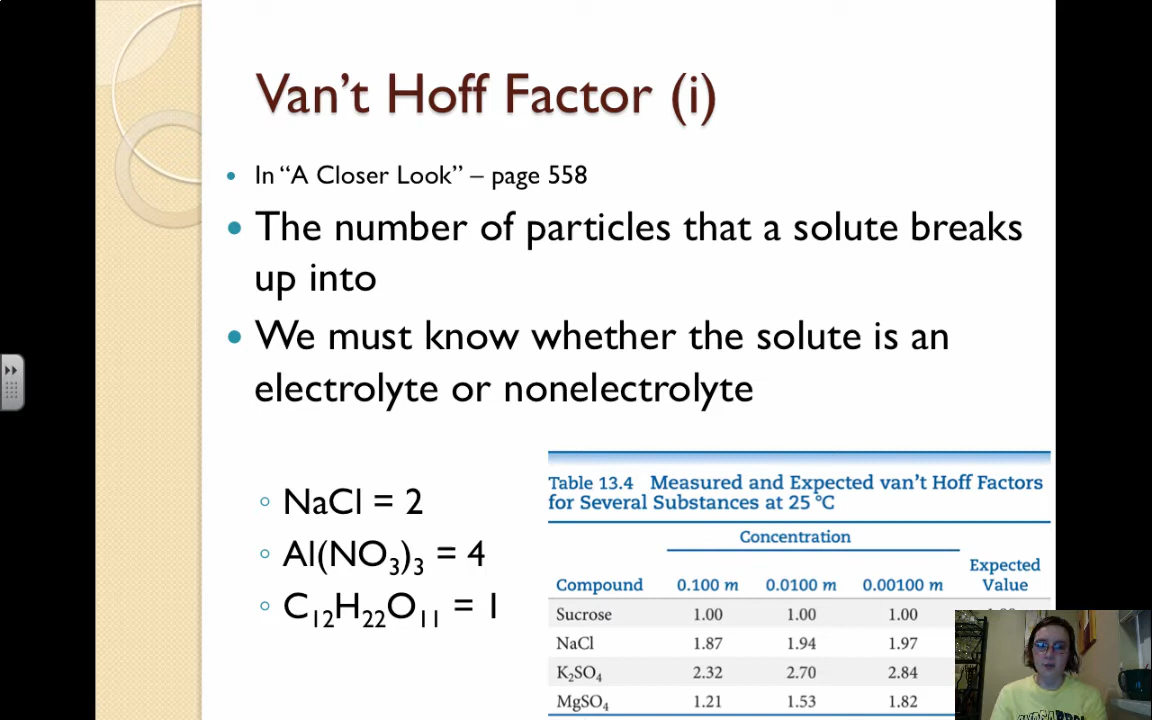 Van’t Hoff Factor (i)
In “A Closer Look” – page 558
The number of particles that a solute breaks
up into
We must know whether the solute is an
electrolyte or nonelectrolyte
NaCl = 2
Al(NO₃)₃ = 4
C₁₂H₂₂O₁₁ = 1
Table 13.4 Measured and Expected van’t Hoff Factors
for Several Substances at 25 °C
Concentration
Expected
Compound 0.100 m 0.0100 m 0.00100 m Value
Sucrose 1.00 1.00 1.00
NaCl 1.87 1.94 1.97
K₂SO₄ 2.32 2.70 2.84
MgSO₄ 1.21 1.53 1.82